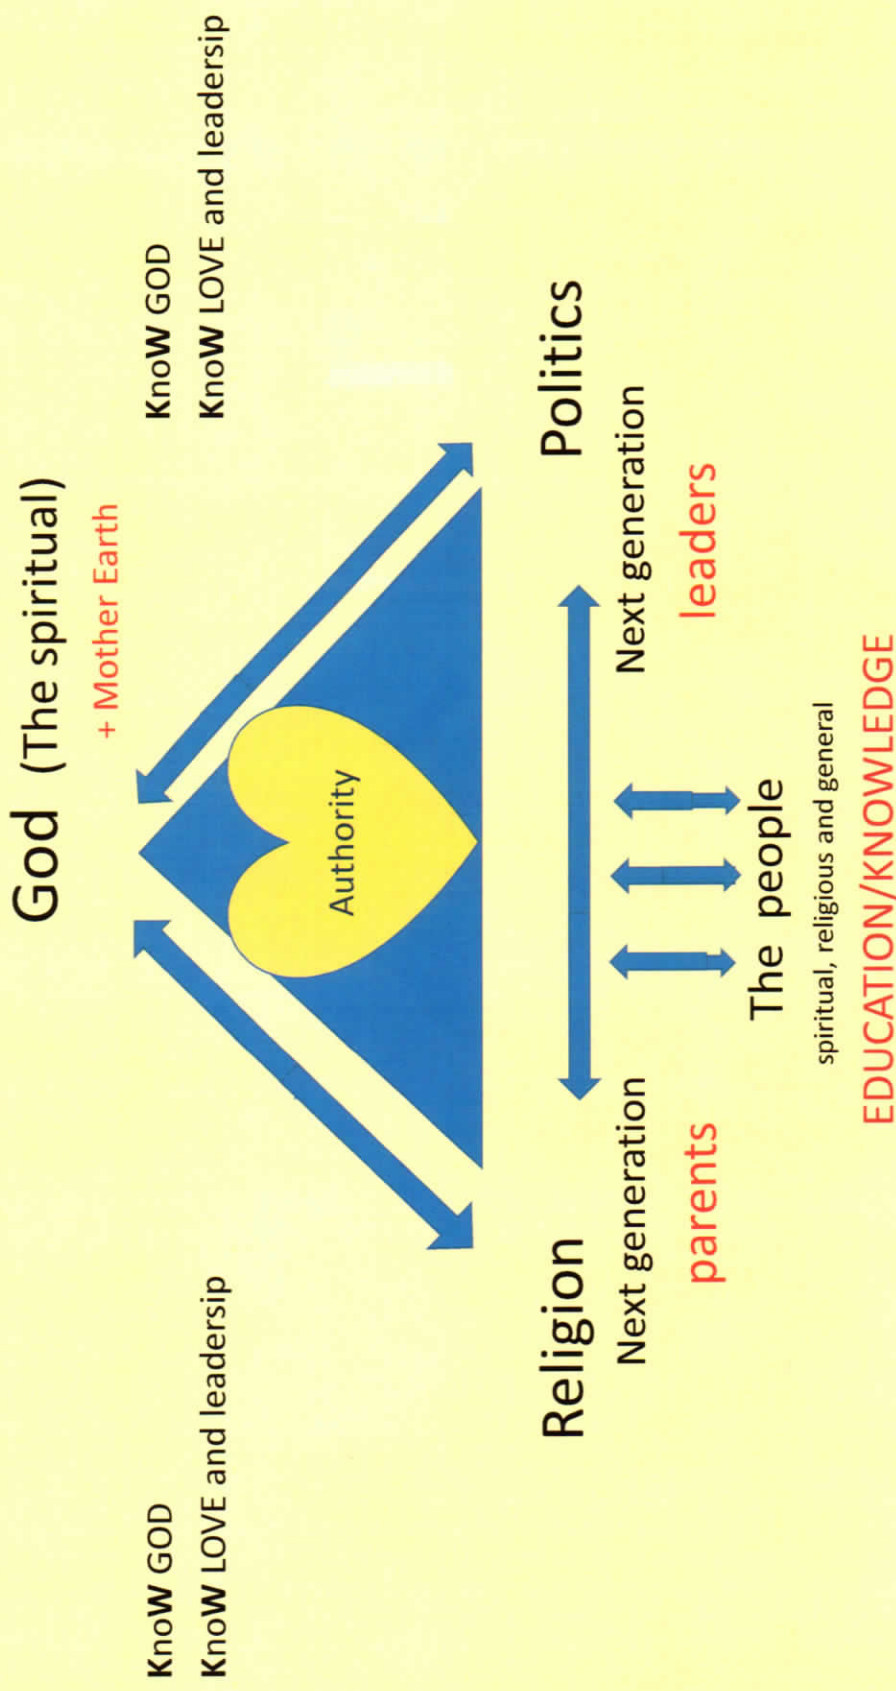 God (The spiritual)
+ Mother Earth
KnoW GOD
KnoW LOVE and leadersip
KnoW GOD
KnoW LOVE and leadersip
Authority
Religion
Next generation
parents
Politics
Next generation
leaders
The people
spiritual, religious and general
EDUCATION/KNOWLEDGE